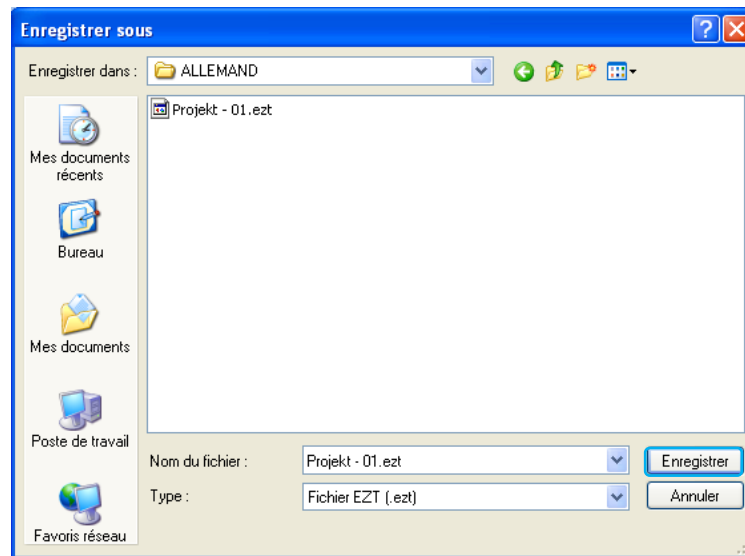 Enregistrer sous
Enregistrer dans :
ALLEMAND
Projekt - 01.ezt
Mes documents
récents
Bureau
Mes documents
Poste de travail
Favoris réseau
Nom du fichier :
Projekt - 01.ezt
Enregistrer
Type :
Fichier EZT (.ezt)
Annuler